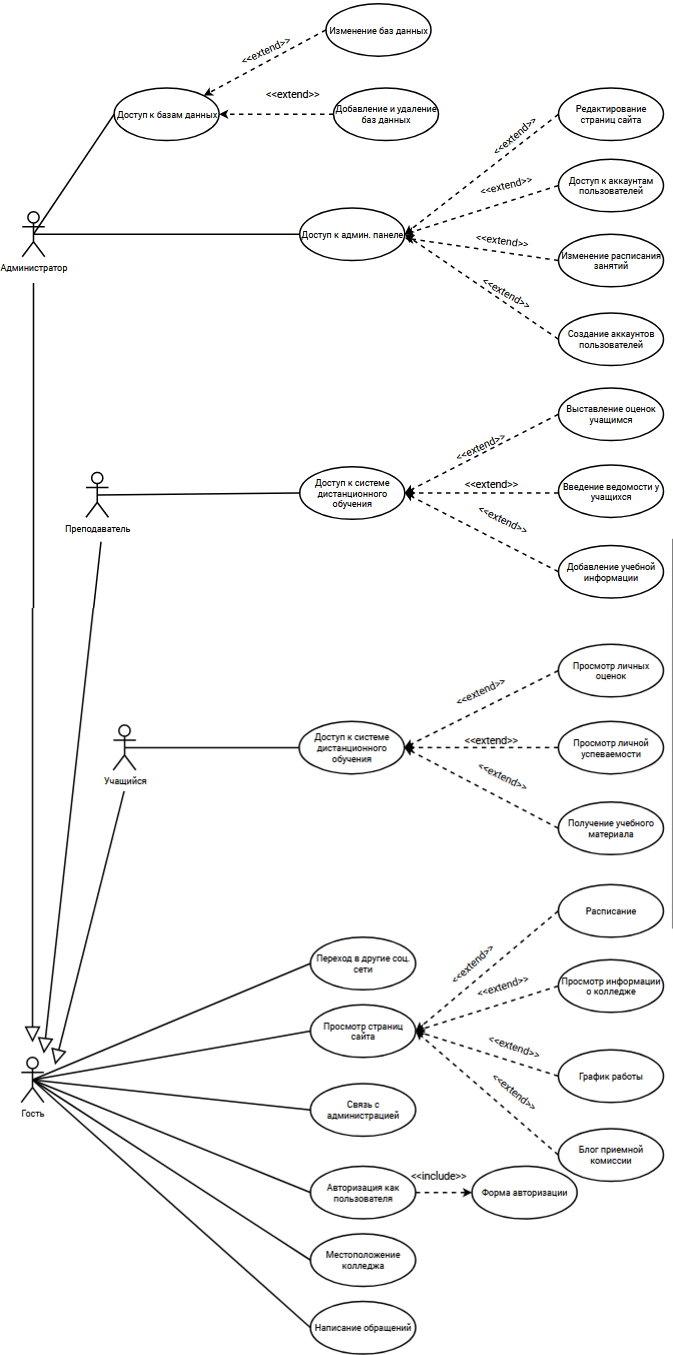 Изменение баз данных
<<extend>>
<<extend>>
Доступ к базам данных
Добавление и удаление
баз данных
Редактирование
страниц сайта
<<extend>>
Доступ к аккаунтам
пользователей
<<extend>>
Администратор
Доступ к админ. панеле
<<extend>>
Изменение расписания
занятий
<<extend>>
Создание аккаунтов
пользователей
Выставление оценок
учащимся
<<extend>>
Преподаватель
Доступ к системе
дистанционного
обучения
<<extend>>
Введение ведомости у
учащихся
<<extend>>
Добавление учебной
информации
Просмотр личных
оценок
<<extend>>
Учащийся
Доступ к системе
дистанционного
обучения
<<extend>>
Просмотр личной
успеваемости
<<extend>>
Получение учебного
материала
Расписание
<<extend>>
Переход в другие соц.
сети
<<extend>>
Просмотр информации
о колледже
Просмотр страниц
сайта
<<extend>>
График работы
<<extend>>
Гость
Связь с
администрацией
Блог приемной
комиссии
Авторизация как
пользователя
<<include>>
Форма авторизации
Местоположение
колледжа
Написание обращений